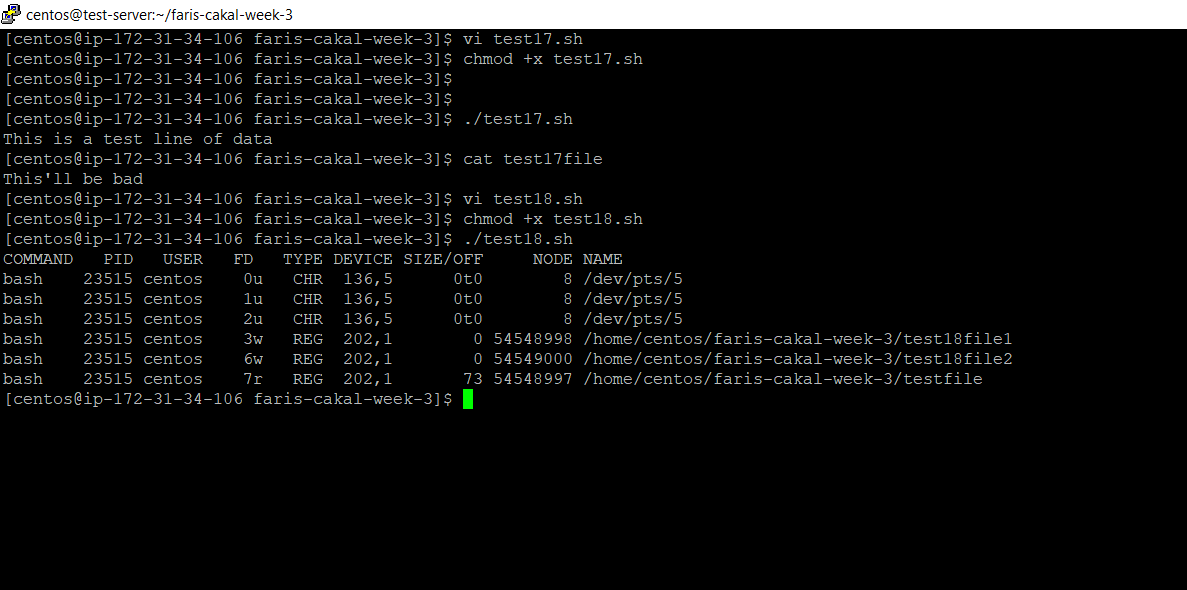 centos@test-server:~/faris-cakal-week-3
[centos@ip-172-31-34-106 faris-cakal-week-3]$ vi test17.sh
[centos@ip-172-31-34-106 faris-cakal-week-3]$ chmod +x test17.sh
[centos@ip-172-31-34-106 faris-cakal-week-3]$
[centos@ip-172-31-34-106 faris-cakal-week-3]$
[centos@ip-172-31-34-106 faris-cakal-week-3]$ ./test17.sh
This is a test line of data
[centos@ip-172-31-34-106 faris-cakal-week-3]$ cat test17file
This'll be bad
[centos@ip-172-31-34-106 faris-cakal-week-3]$ vi test18.sh
[centos@ip-172-31-34-106 faris-cakal-week-3]$ chmod +x test18.sh
[centos@ip-172-31-34-106 faris-cakal-week-3]$ ./test18.sh
COMMAND   PID   USER   FD   TYPE DEVICE SIZE/OFF     NODE NAME
bash    23515 centos    0u   CHR  136,5      0t0        8 /dev/pts/5
bash    23515 centos    1u   CHR  136,5      0t0        8 /dev/pts/5
bash    23515 centos    2u   CHR  136,5      0t0        8 /dev/pts/5
bash    23515 centos    3w   REG  202,1        0 54548998 /home/centos/faris-cakal-week-3/test18file1
bash    23515 centos    6w   REG  202,1        0 54549000 /home/centos/faris-cakal-week-3/test18file2
bash    23515 centos    7r   REG  202,1       73 54548997 /home/centos/faris-cakal-week-3/testfile
[centos@ip-172-31-34-106 faris-cakal-week-3]$